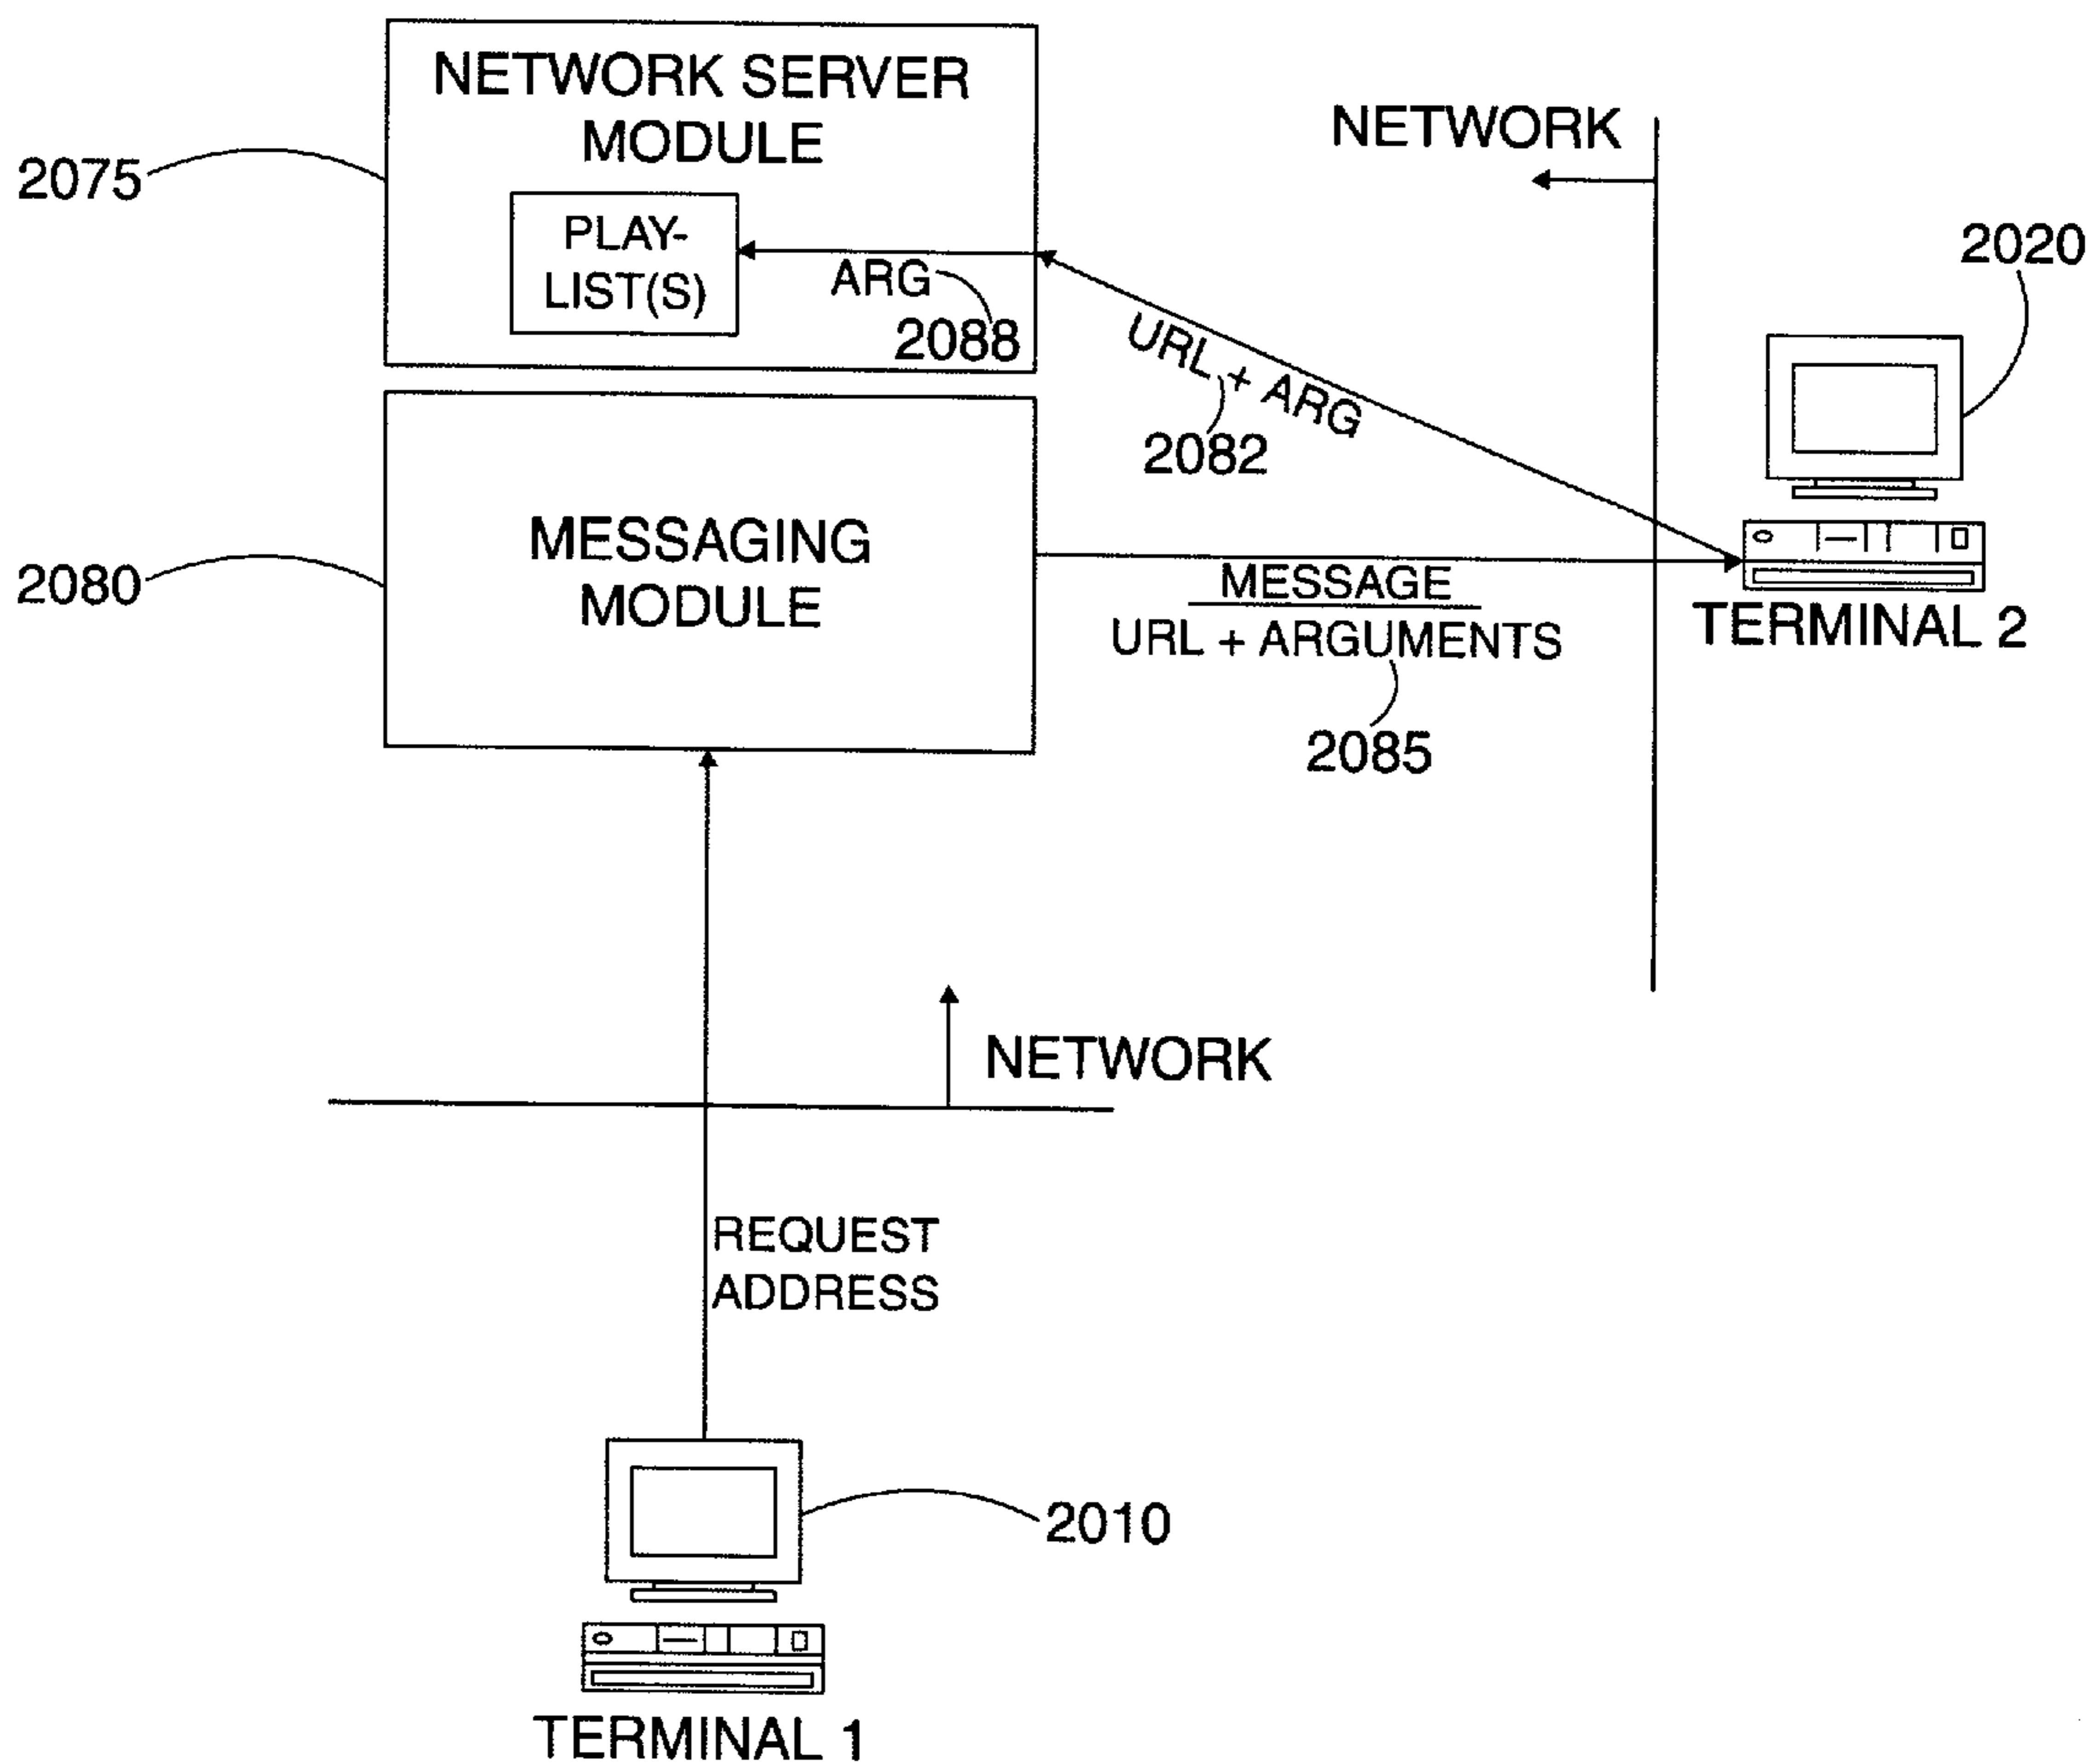 NETWORK SERVER
MODULE
2075
PLAY-
LIST(S)
ARG
2088
NETWORK
2020
URL + ARG
2082
MESSAGING
MODULE
2080
MESSAGE
URL + ARGUMENTS
2085
TERMINAL 2
NETWORK
REQUEST
ADDRESS
2010
TERMINAL 1